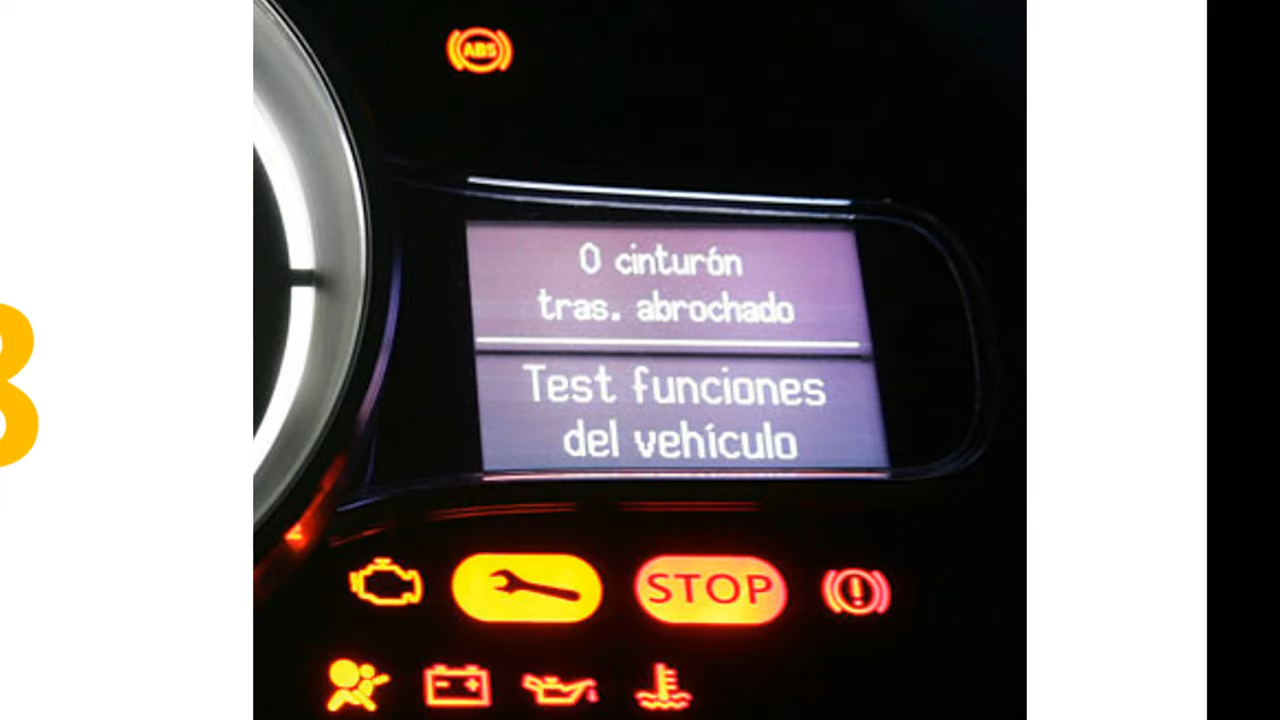 ABS
0 cinturón
tras. abrochado
Test funciones
del vehículo
STOP